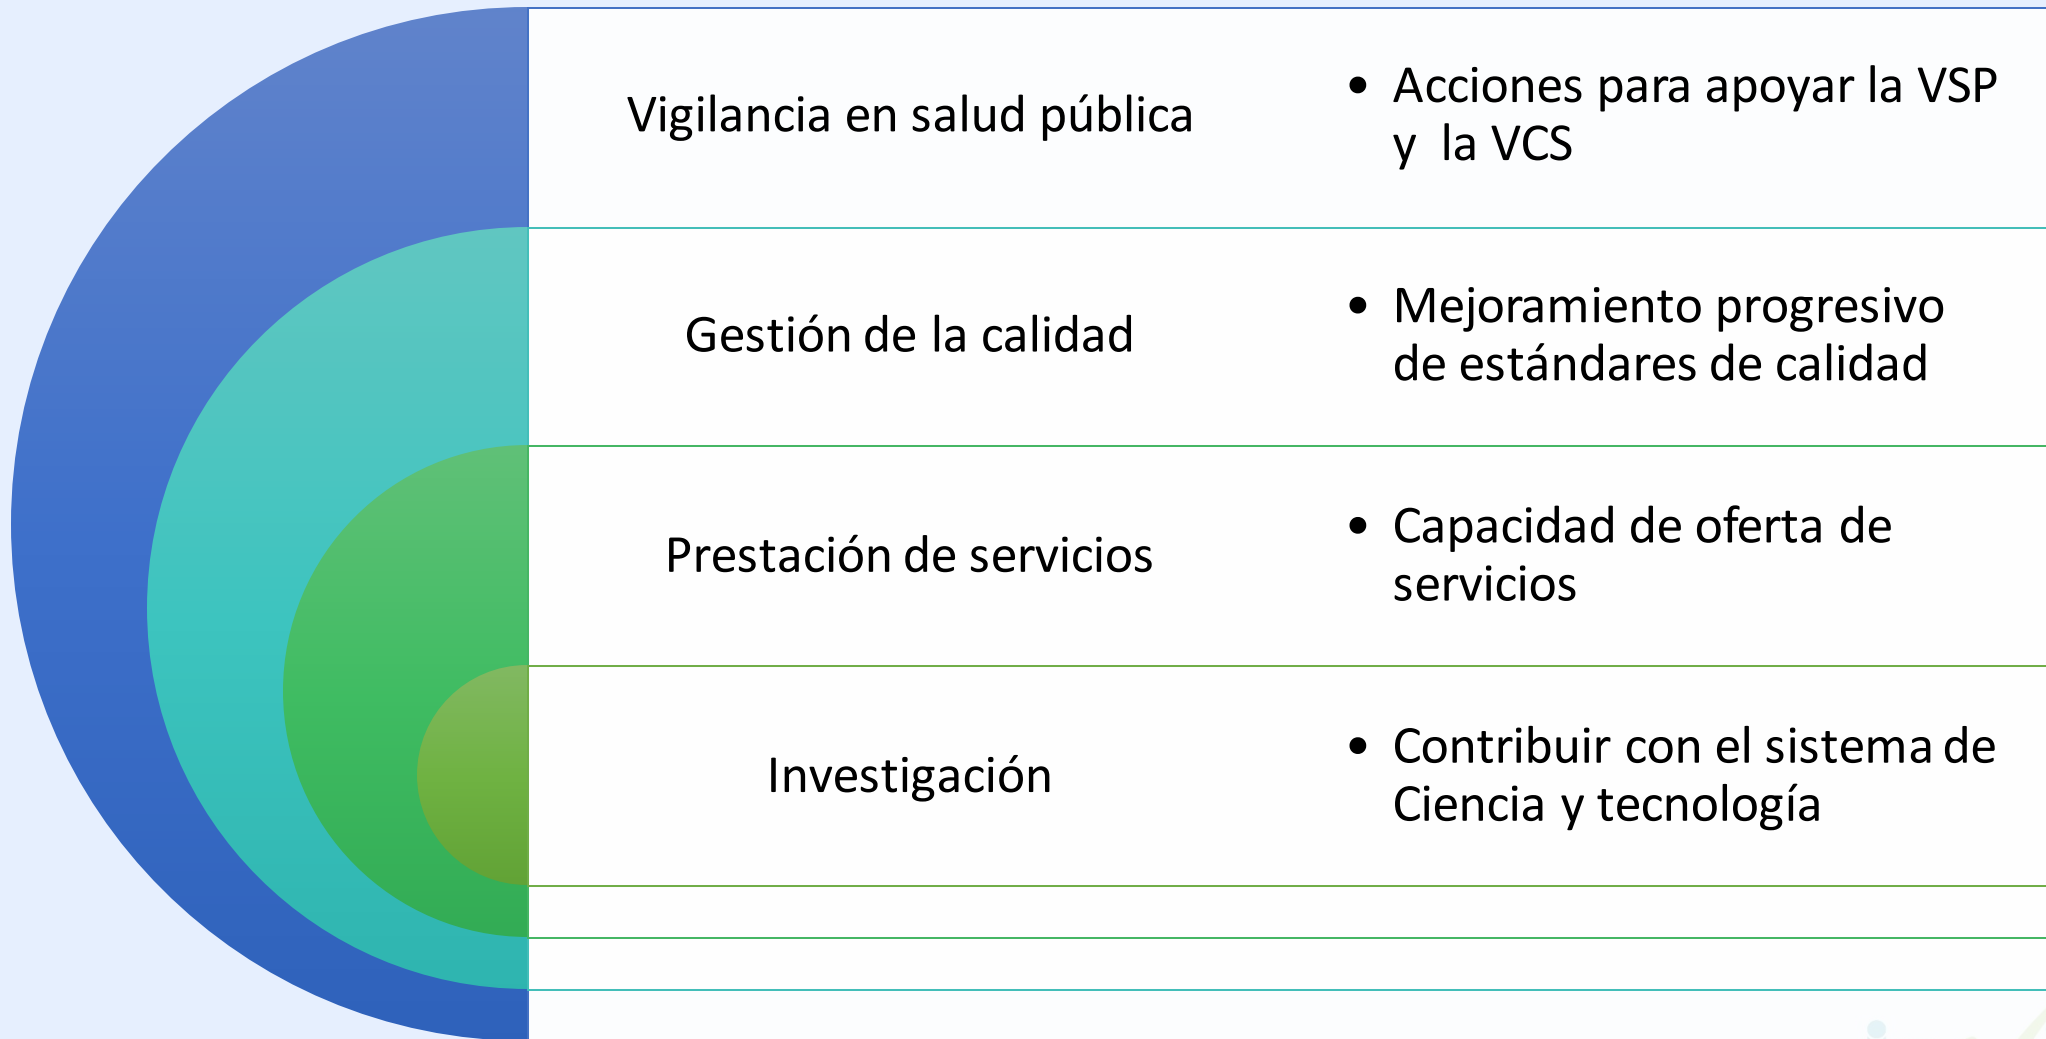 Vigilancia en salud pública
• Acciones para apoyar la VSP
y la VCS
Gestión de la calidad
• Mejoramiento progresivo
de estándares de calidad
Prestación de servicios
• Capacidad de oferta de
servicios
Investigación
• Contribuir con el sistema de
Ciencia y tecnología